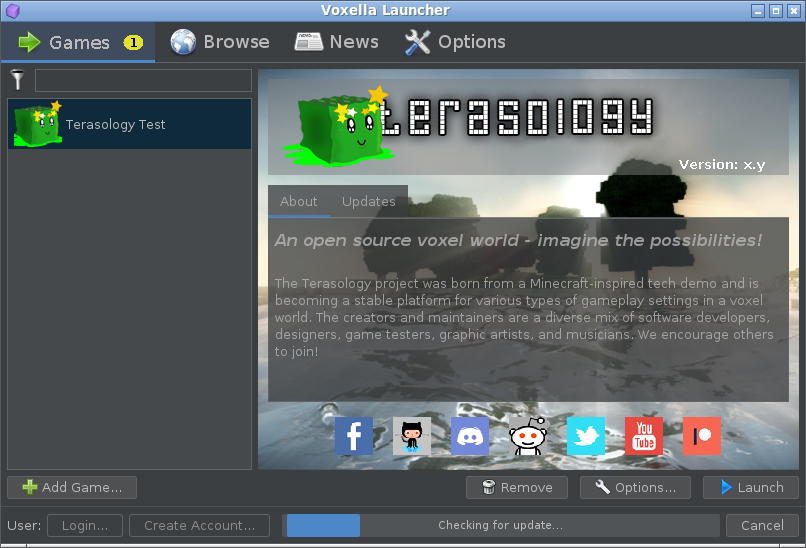 Voxella Launcher
Games 1 Browse News Options
Terasology Test
terasology
Version: x.y
About Updates
An open source voxel world - imagine the possibilities!
The Terasology project was born from a Minecraft-inspired tech demo and is
becoming a stable platform for various types of gameplay settings in a voxel
world. The creators and maintainers are a diverse mix of software developers,
designers, game testers, graphic artists, and musicians. We encourage others
to join!
You
Tube
Add Game... Remove Options... Launch
User: Login... Create Account... Checking for update... Cancel